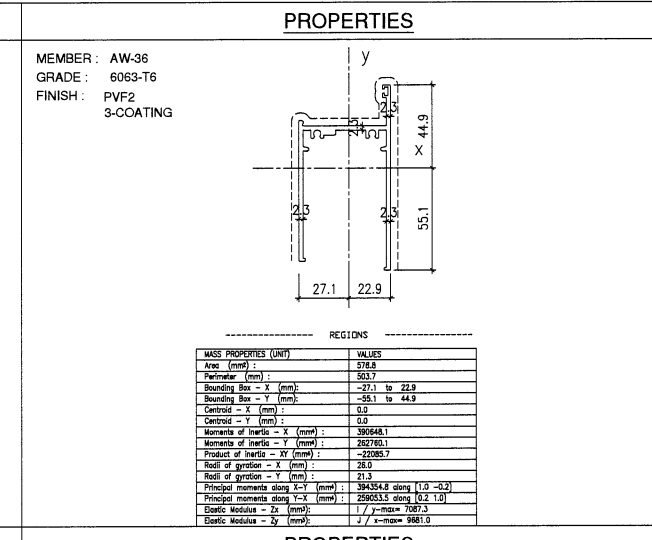 PROPERTIES
MEMBER : AW-36
GRADE : 6063-T6
FINISH : PVF2
3-COATING
y
2.3
2.3
44.9
X
2.3
2.3
55.1
27.1
22.9
REGIONS
MASS PROPERTIES (UNIT) VALUES
Area (mm²) : 576.8
Perimeter (mm) : 503.7
Bounding Box - X (mm): -27.1 to 22.9
Bounding Box - Y (mm): -55.1 to 44.9
Centroid - X (mm) : 0.0
Centroid - Y (mm) : 0.0
Moments of inertia - X (mm⁴) : 390648.1
Moments of inertia - Y (mm⁴) : 262760.1
Product of inertia - XY (mm⁴) : -22085.7
Radii of gyration - X (mm) : 26.0
Radii of gyration - Y (mm) : 21.3
Principal moments along X-Y (mm⁴) : 394354.8 along [1.0 -0.2]
Principal moments along Y-X (mm⁴) : 259053.5 along [0.2 1.0]
Elastic Modulus - Zx (mm³): I / y-max= 7087.3
Elastic Modulus - Zy (mm³): J / x-max= 9681.0
PROPERTIES